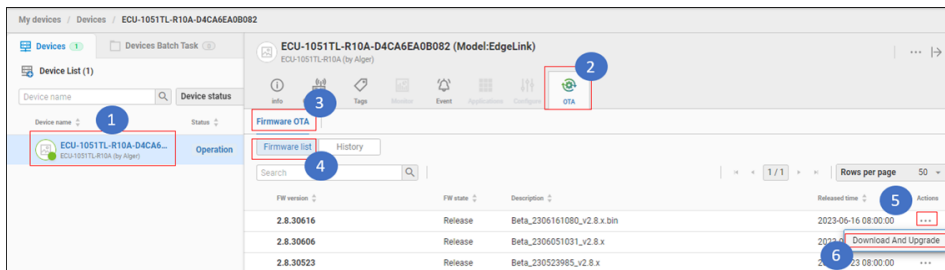 My devices / Devices / ECU-1051TL-R10A-D4CA6EA0B082
Devices (1)
Devices Batch Task
Device List (1)
Device name
Device status
Device name
Status
1
ECU-1051TL-R10A-D4CA6...
ECU-1051TL-R10A (by Alger)
Operation
ECU-1051TL-R10A-D4CA6EA0B082 (Model:EdgeLink)
ECU-1051TL-R10A (by Alger)
2
info
Tags
Monitor
Event
Applications
Configure
OTA
3
Firmware OTA
Firmware list
History
4
Search
1 / 1
Rows per page
50
FW version
FW state
Description
Released time
5
Actions
2.8.30616
Release
Beta_2306161080_v2.8.x.bin
2023-06-16 08:00:00
...
2.8.30606
Release
Beta_2306051031_v2.8.x
Download And Upgrade
6
2.8.30523
Release
Beta_230523985_v2.8.x
23 08:00:00
...